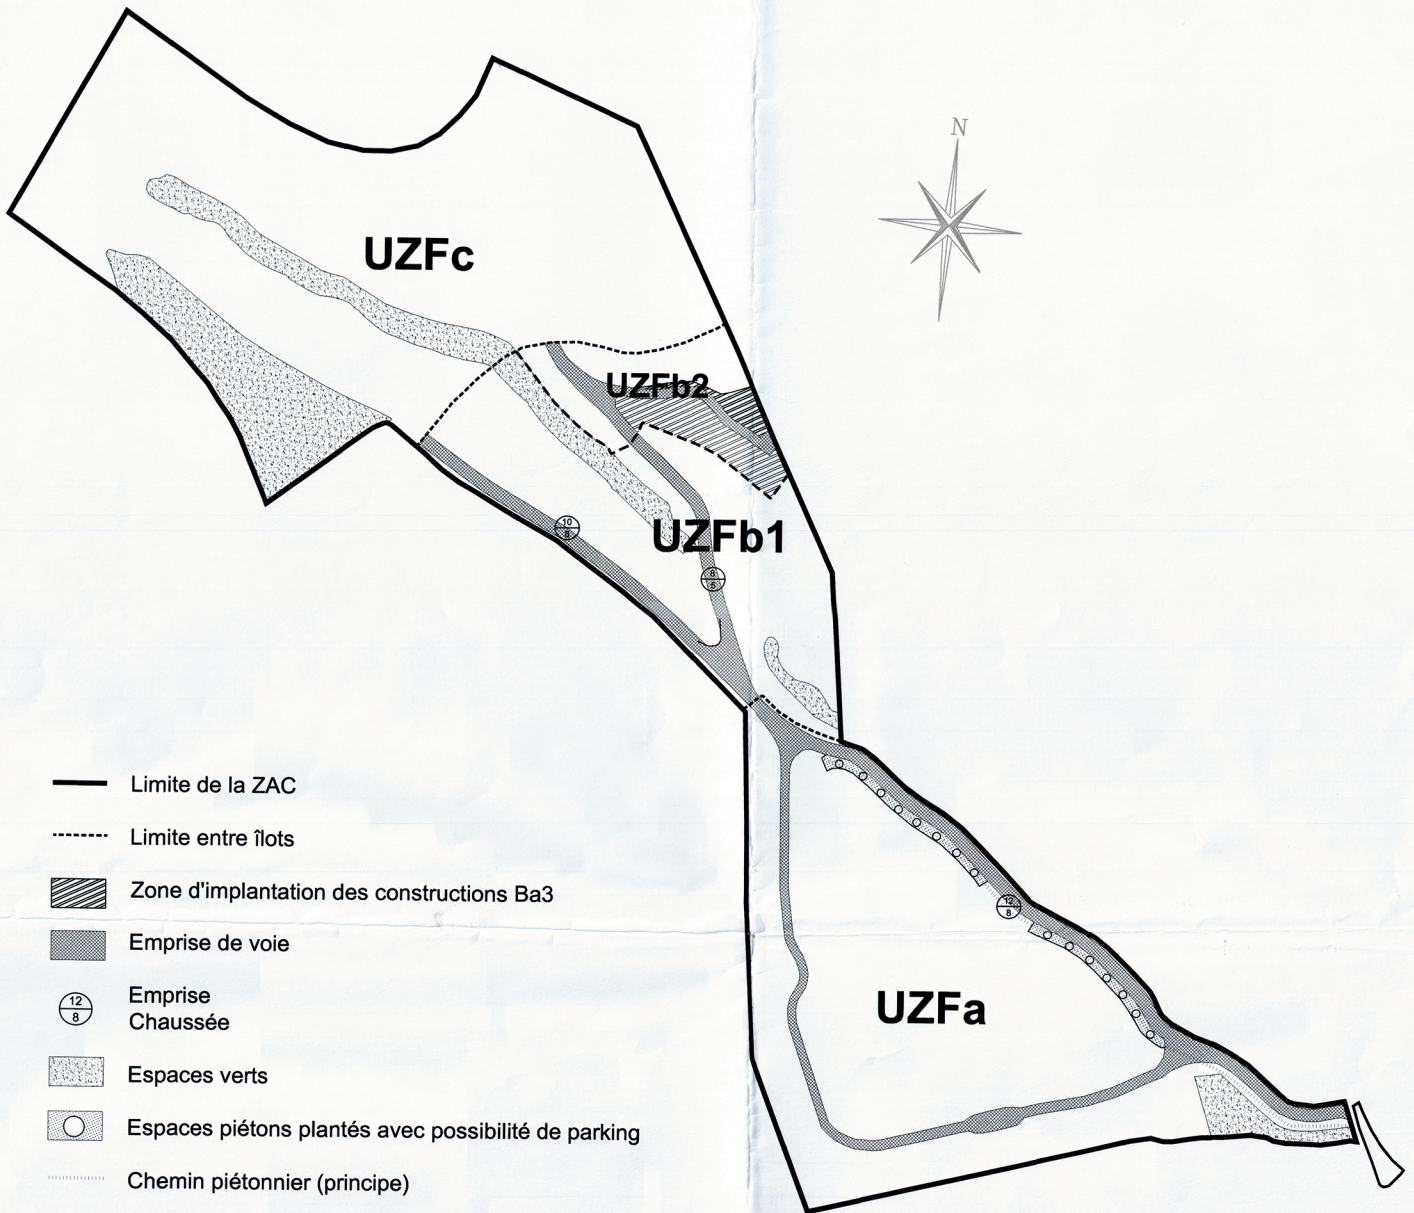 N
UZFc
UZFb2
UZFb1
10
8
8
5
Limite de la ZAC
Limite entre îlots
Zone d'implantation des constructions Ba3
12
8
Emprise de voie
UZFa
12
8
Emprise
Chaussée
Espaces verts
Espaces piétons plantés avec possibilité de parking
Chemin piétonnier (principe)